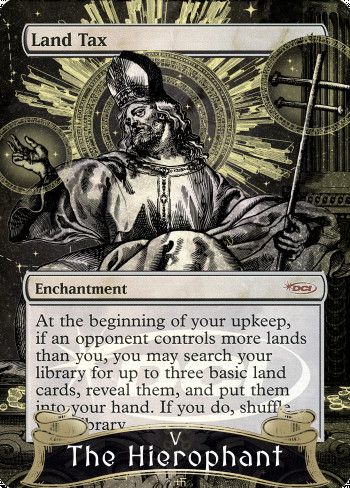 Land Tax
Enchantment
DCI
At the beginning of your upkeep,
if an opponent controls more lands
than you, you may search your
library for up to three basic land
cards, reveal them, and put them
into your hand. If you do, shuffle
library
V
The Hierophant